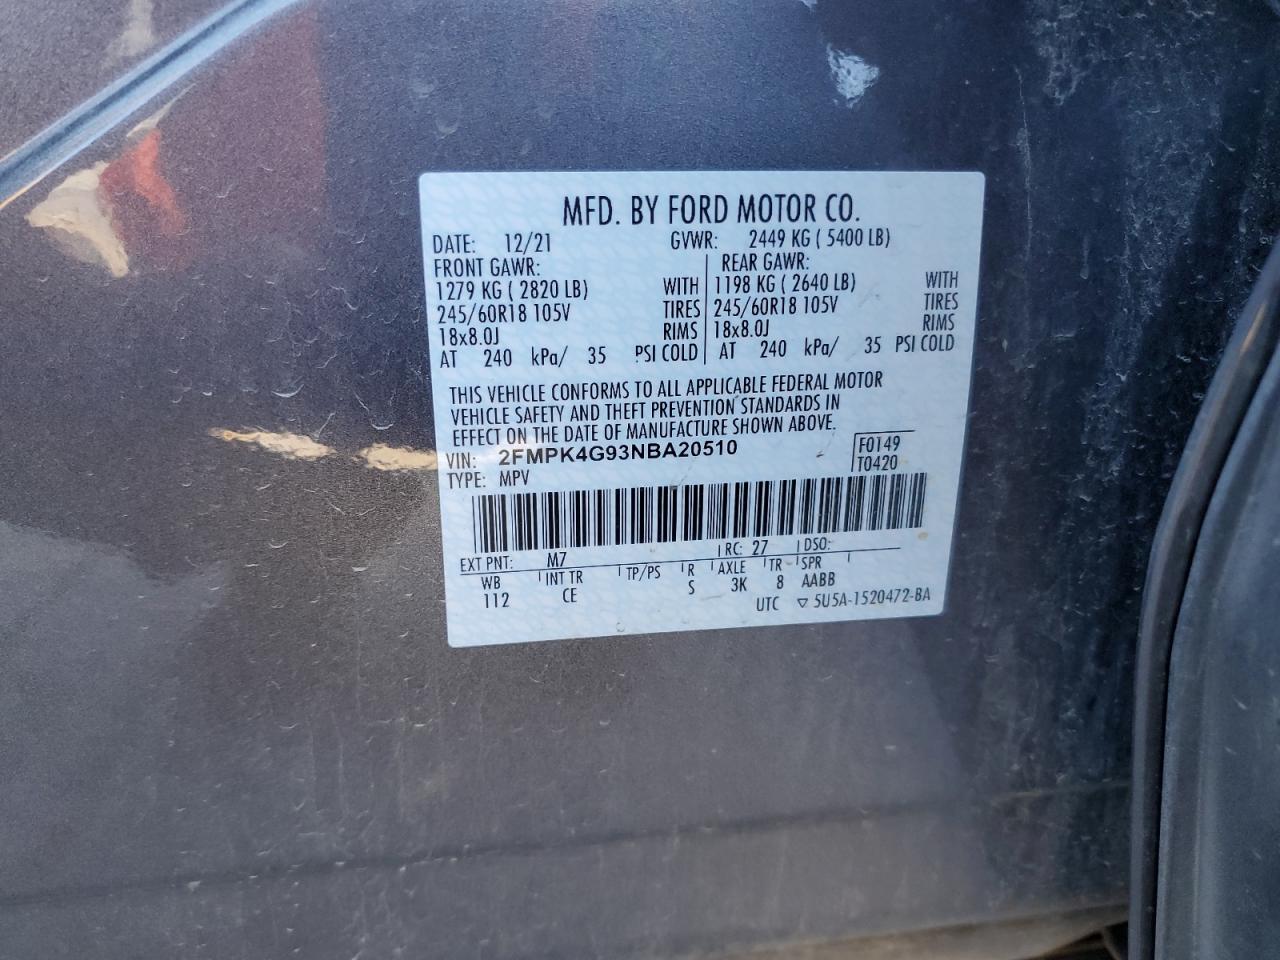 MFD. BY FORD MOTOR CO.
DATE: 12/21 GVWR: 2449 KG ( 5400 LB)
FRONT GAWR: REAR GAWR:
1279 KG ( 2820 LB) WITH 1198 KG ( 2640 LB) WITH
245/60R18 105V TIRES 245/60R18 105V TIRES
18x8.0J RIMS 18x8.0J RIMS
AT 240 kPa/ 35 PSI COLD AT 240 kPa/ 35 PSI COLD
THIS VEHICLE CONFORMS TO ALL APPLICABLE FEDERAL MOTOR
VEHICLE SAFETY AND THEFT PREVENTION STANDARDS IN
EFFECT ON THE DATE OF MANUFACTURE SHOWN ABOVE.
VIN: 2FMPK4G93NBA20510 F0149
TYPE: MPV T0420
EXT PNT: M7 RC: 27 DSO:
WB INT TR TP/PS R AXLE TR SPR
112 CE S 3K 8 AABB
UTC ▽ 5U5A-1520472-BA